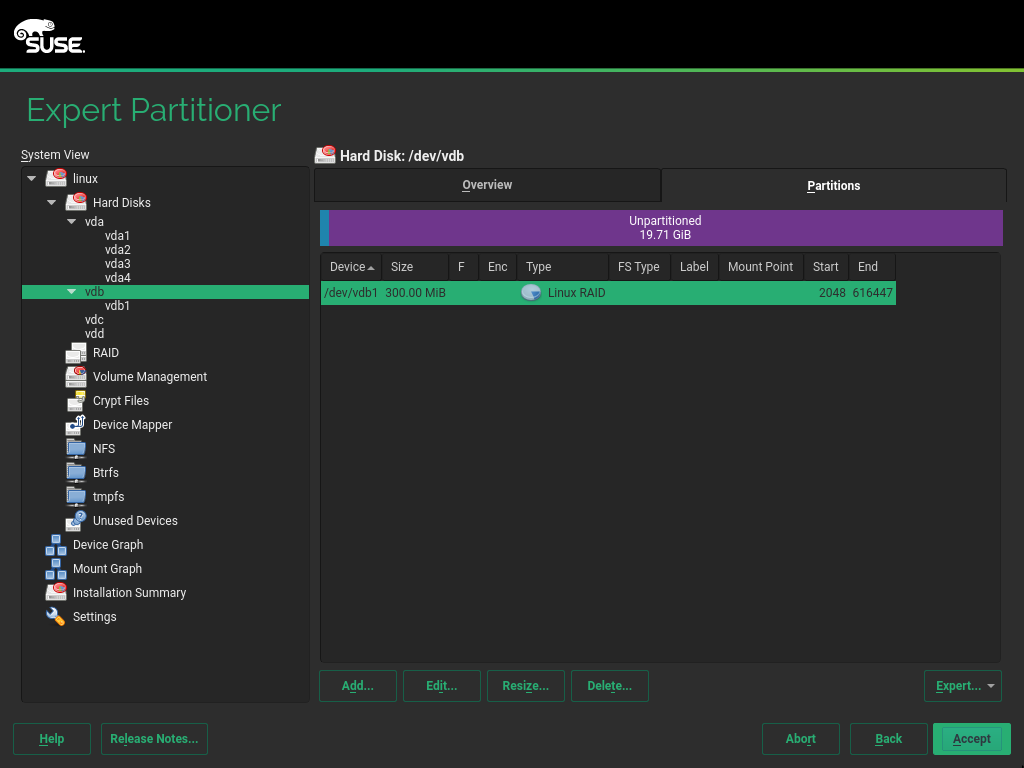 SUSE
Expert Partitioner
System View
linux
Hard Disks
vda
vda1
vda2
vda3
vda4
vdb
vdb1
vdc
vdd
RAID
Volume Management
Crypt Files
Device Mapper
NFS
Btrfs
tmpfs
Unused Devices
Device Graph
Mount Graph
Installation Summary
Settings
Hard Disk: /dev/vdb
Overview Partitions
Unpartitioned
19.71 GiB
Device Size F Enc Type FS Type Label Mount Point Start End
/dev/vdb1 300.00 MiB Linux RAID 2048 616447
Add... Edit... Resize... Delete... Expert...
Help Release Notes... Abort Back Accept